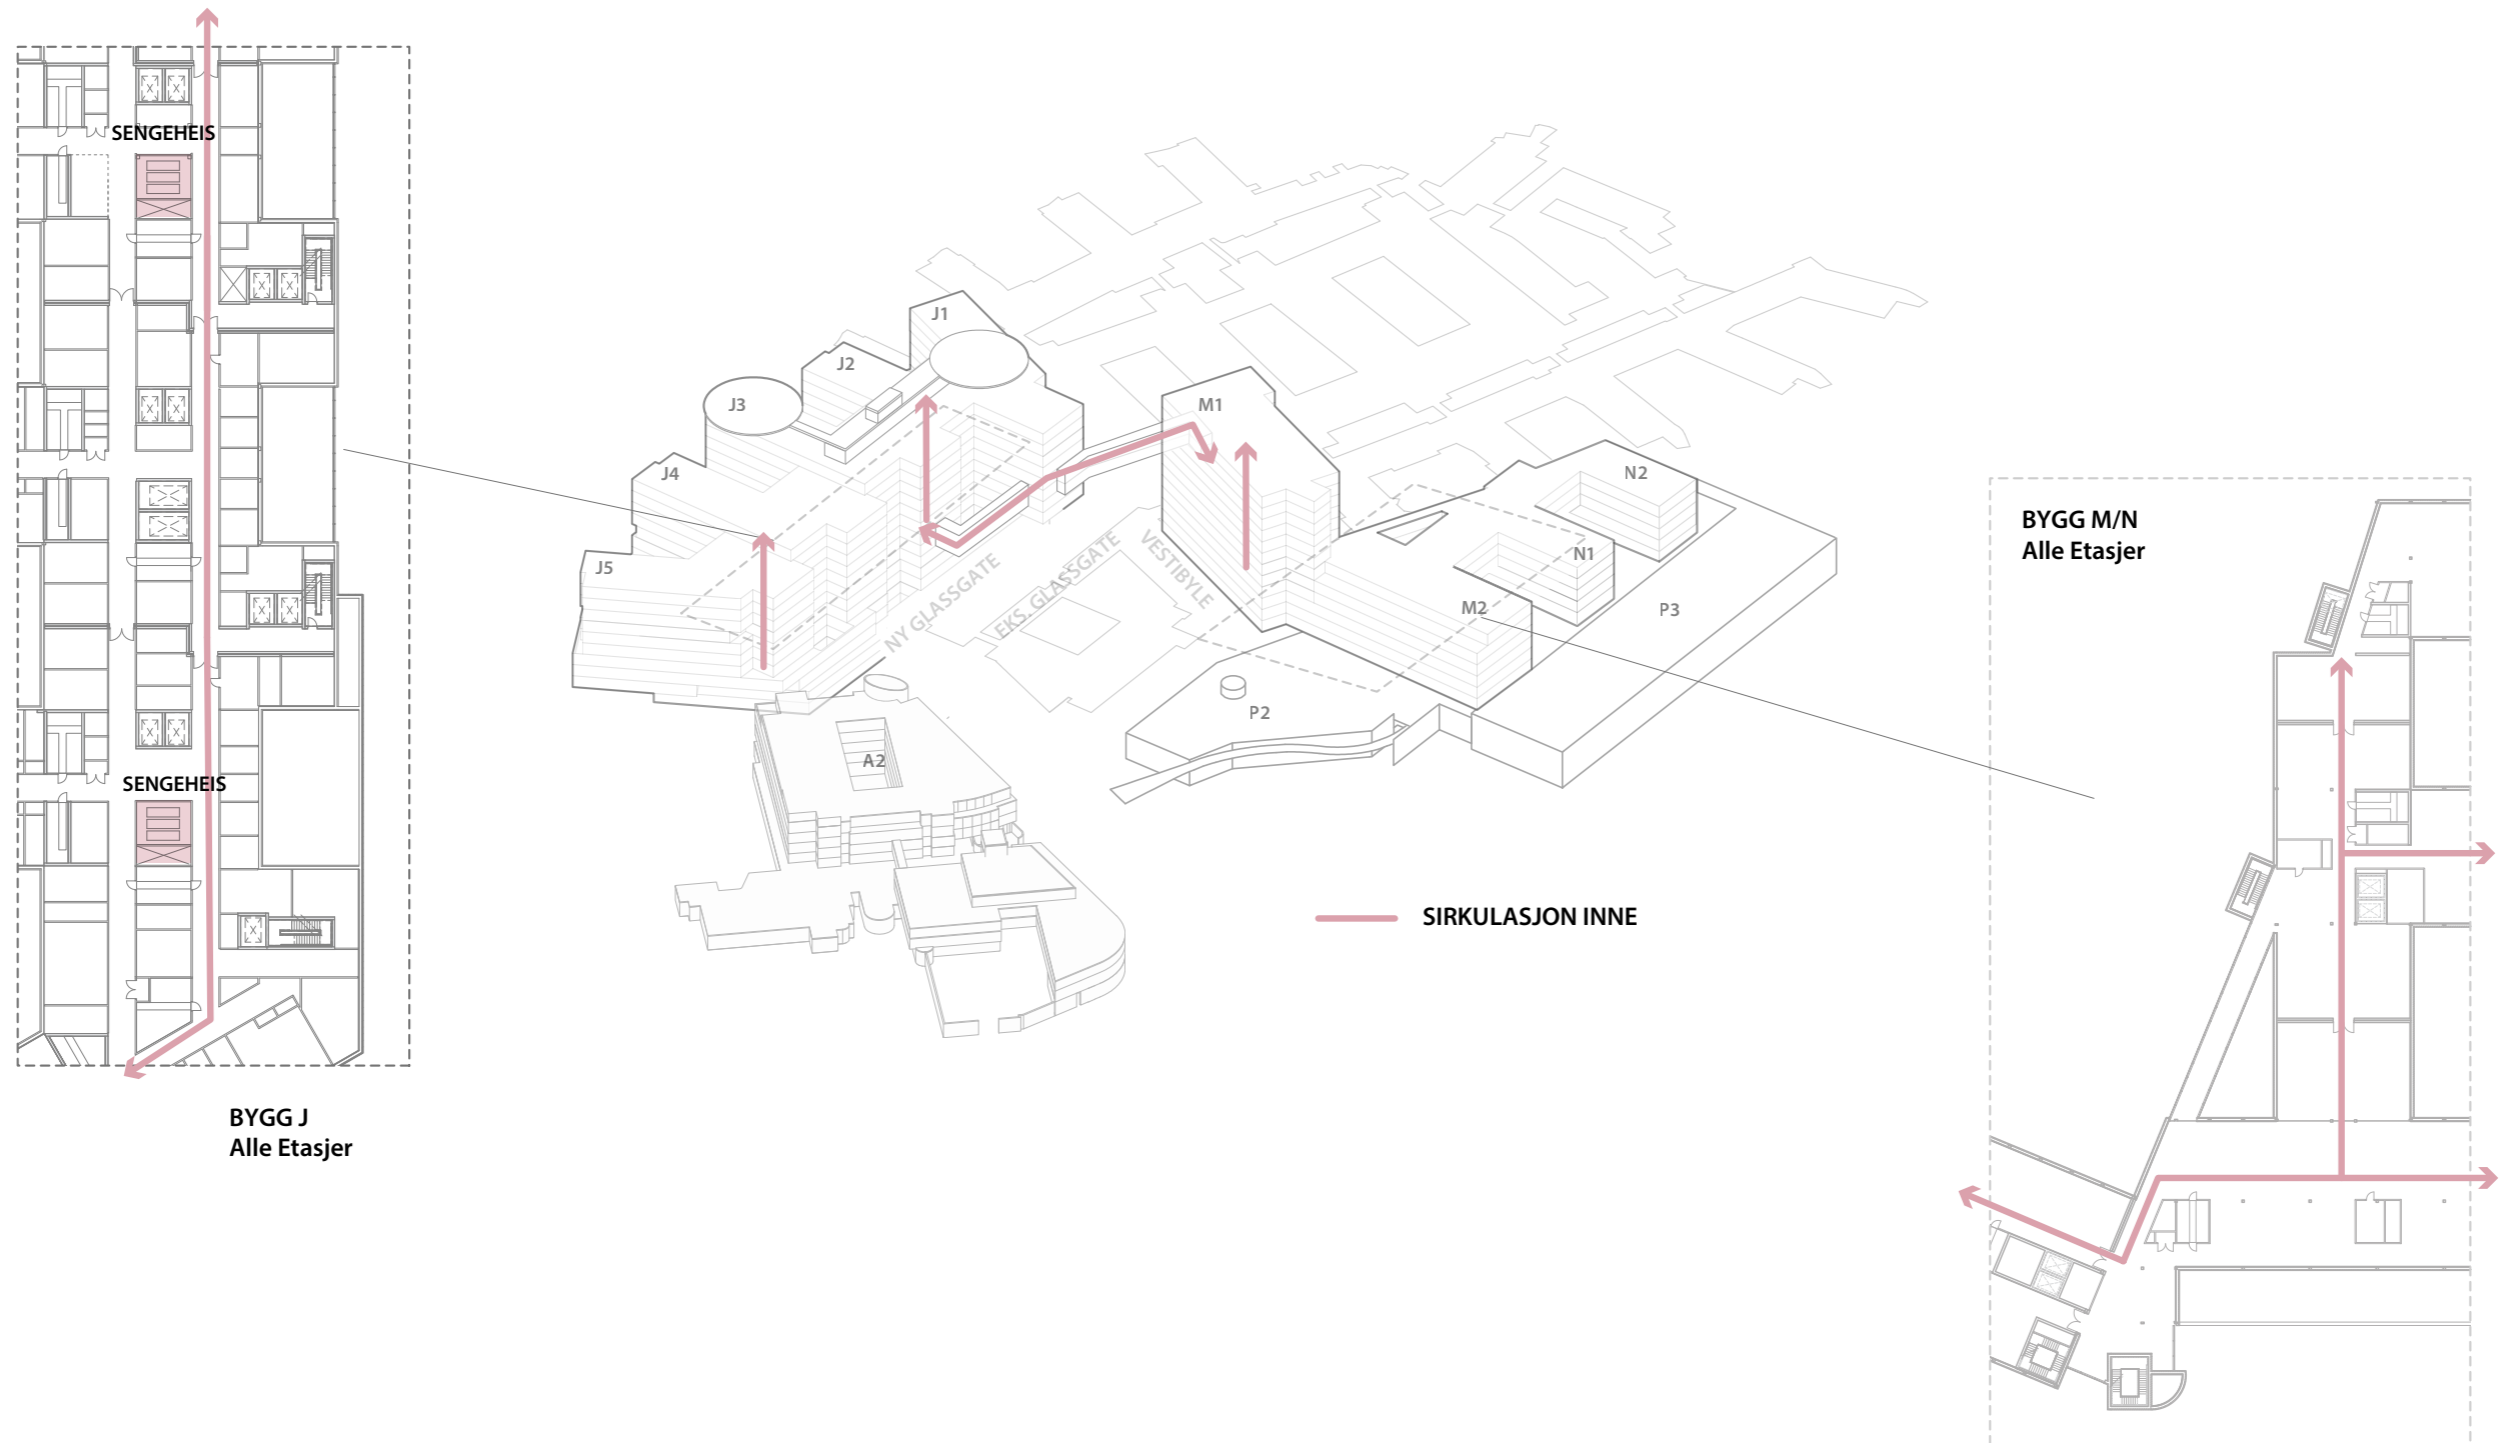 SENGEHEIS
SENGEHEIS
BYGG J
Alle Etasjer
J1
J2
J3
J4
J5
M1
N2
N1
M2
P3
P2
A2
NY GLASSGATE
EKS. GLASSGATE
VESTIBYLE
SIRKULASJON INNE
BYGG M/N
Alle Etasjer